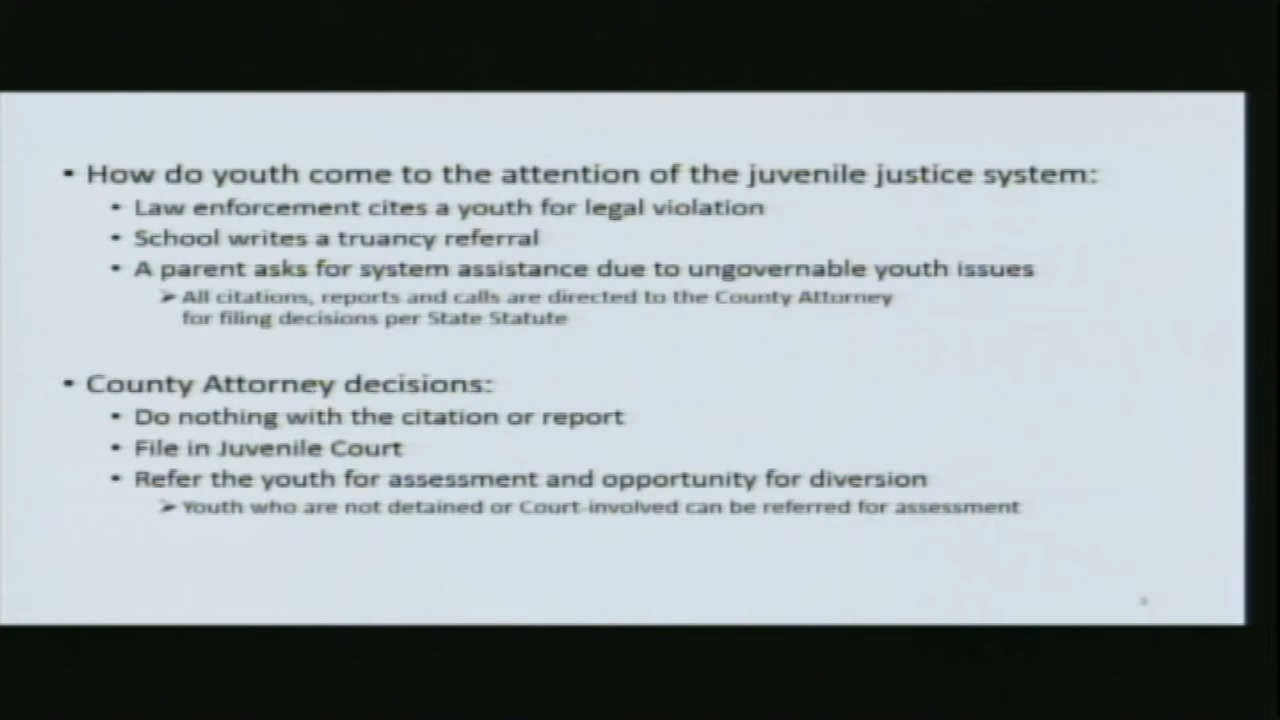 • How do youth come to the attention of the juvenile justice system:
• Law enforcement cites a youth for legal violation
• School writes a truancy referral
• A parent asks for system assistance due to ungovernable youth issues
➢ All citations, reports and calls are directed to the County Attorney
for filing decisions per State Statute
• County Attorney decisions:
• Do nothing with the citation or report
• File in Juvenile Court
• Refer the youth for assessment and opportunity for diversion
➢ Youth who are not detained or Court involved can be referred for assessment